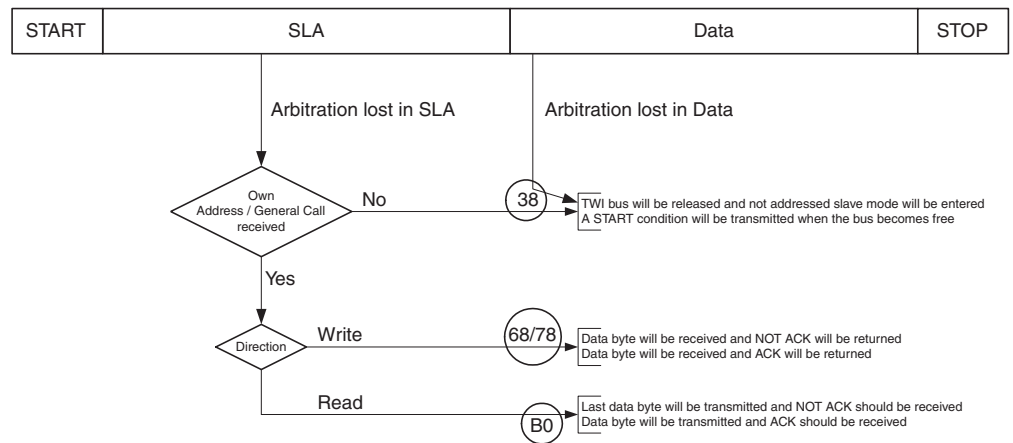 START SLA Data STOP
Arbitration lost in SLA Arbitration lost in Data
Own
Address / General Call
received
No
38
TWI bus will be released and not addressed slave mode will be entered
A START condition will be transmitted when the bus becomes free
Yes
Direction
Write
68/78
Data byte will be received and NOT ACK will be returned
Data byte will be received and ACK will be returned
Read
B0
Last data byte will be transmitted and NOT ACK should be received
Data byte will be transmitted and ACK should be received